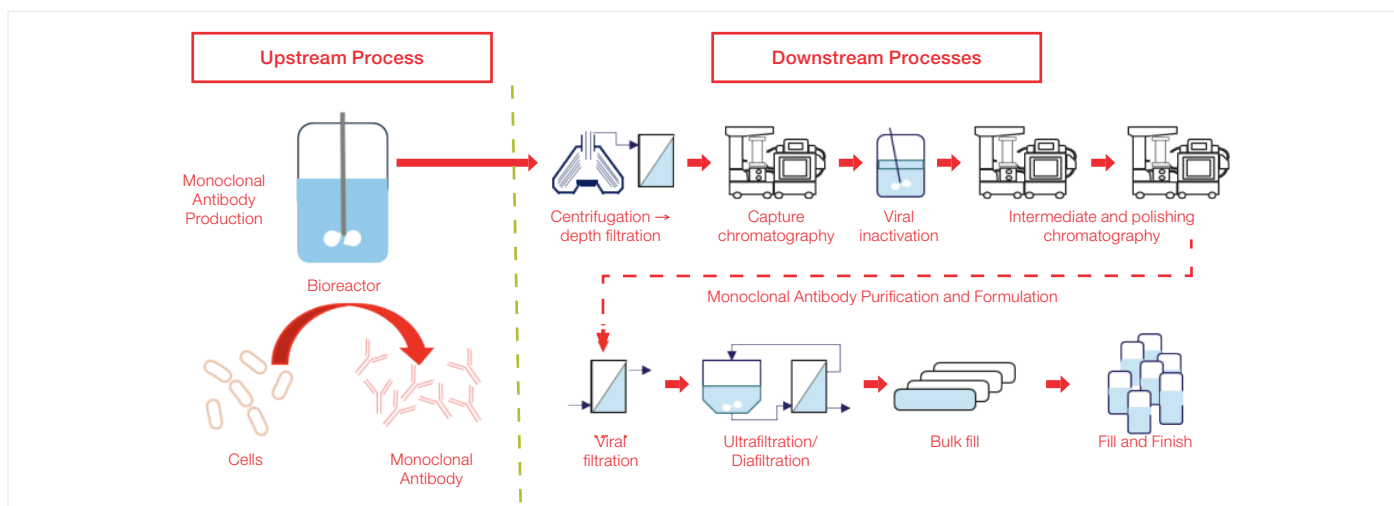 Upstream Process
Downstream Processes
Monoclonal
Antibody
Production
Bioreactor
Cells
Monoclonal
Antibody
Centrifugation →
depth filtration
Capture
chromatography
Viral
inactivation
Intermediate and polishing
chromatography
Monoclonal Antibody Purification and Formulation
Viral
filtration
Ultrafiltration/
Diafiltration
Bulk fill
Fill and Finish